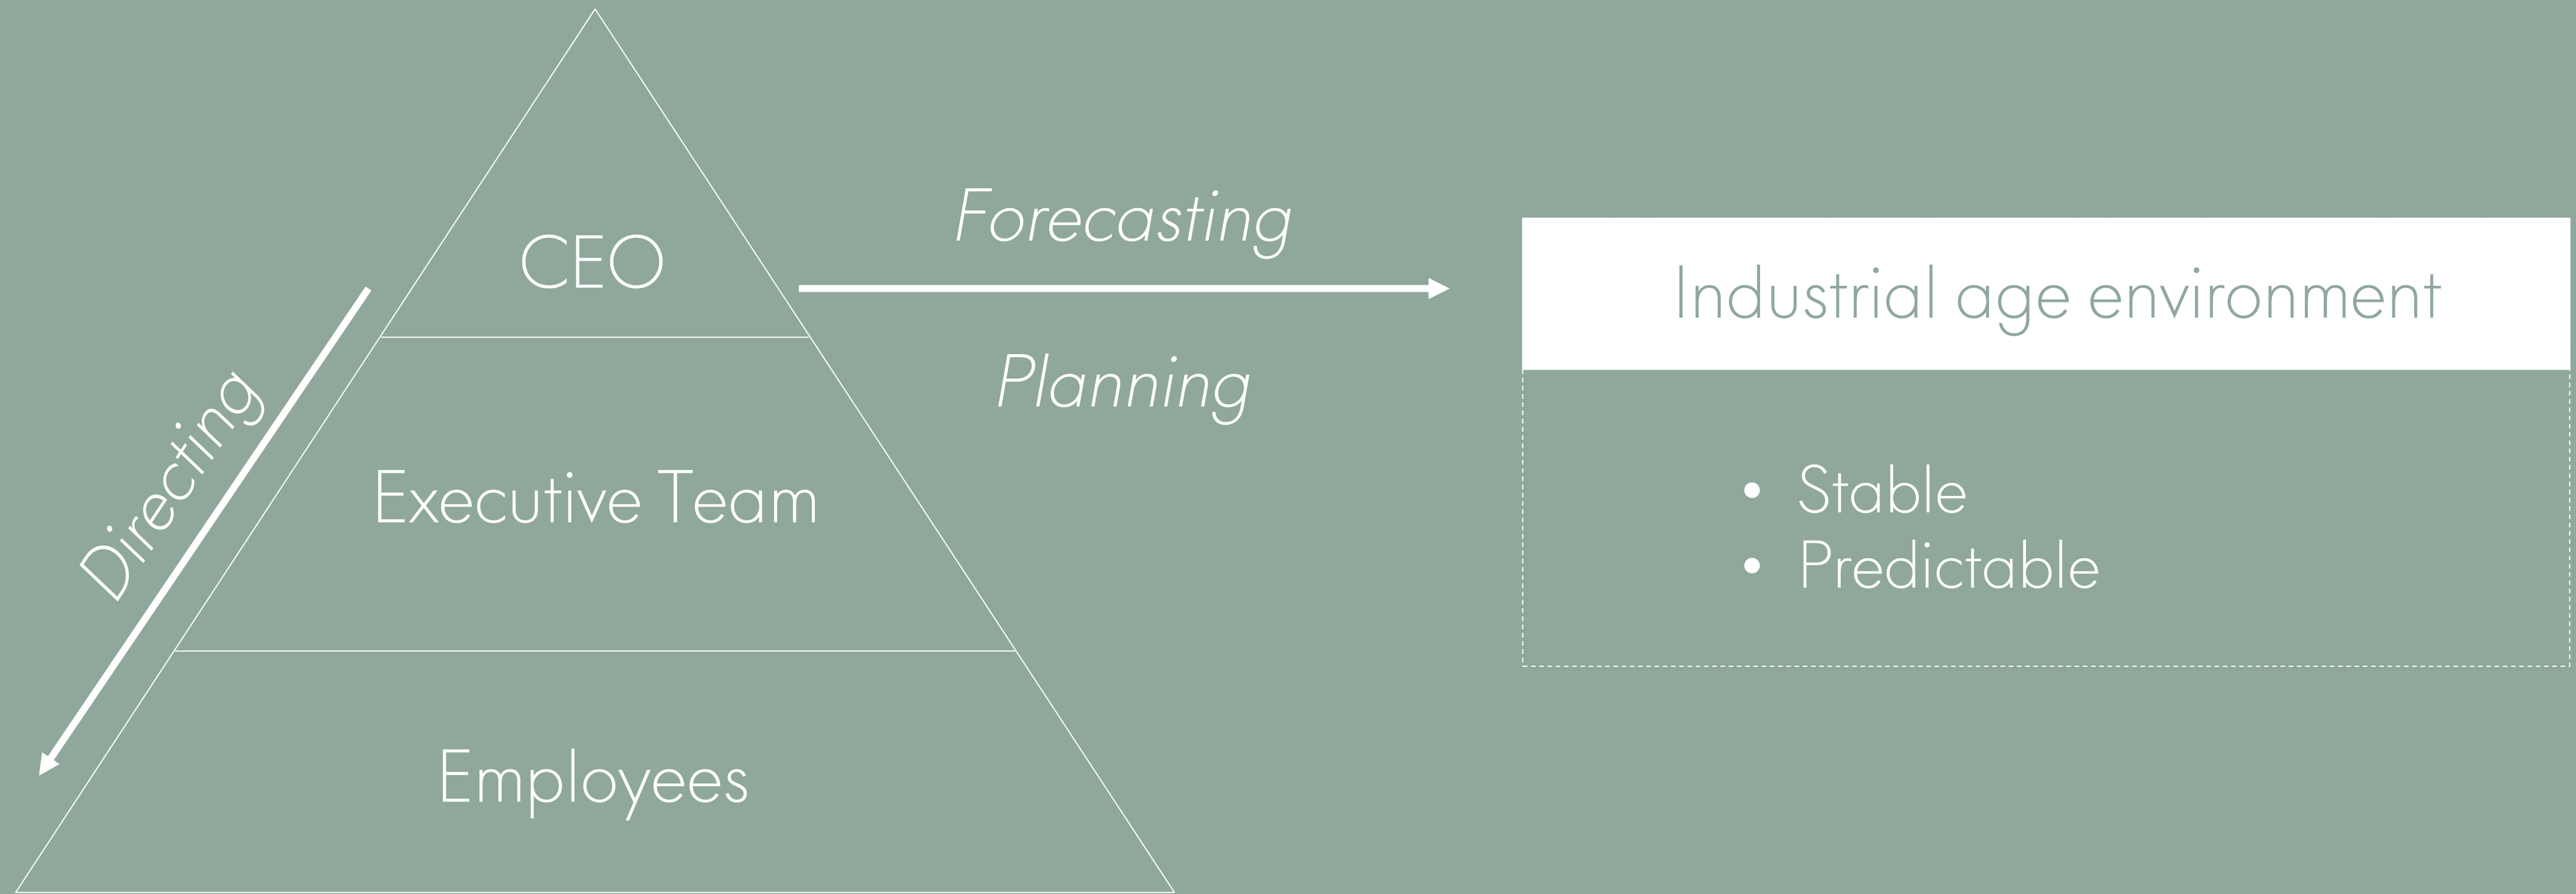 CEO
Executive Team
Employees
Directing
Forecasting
Planning
Industrial age environment
• Stable
• Predictable